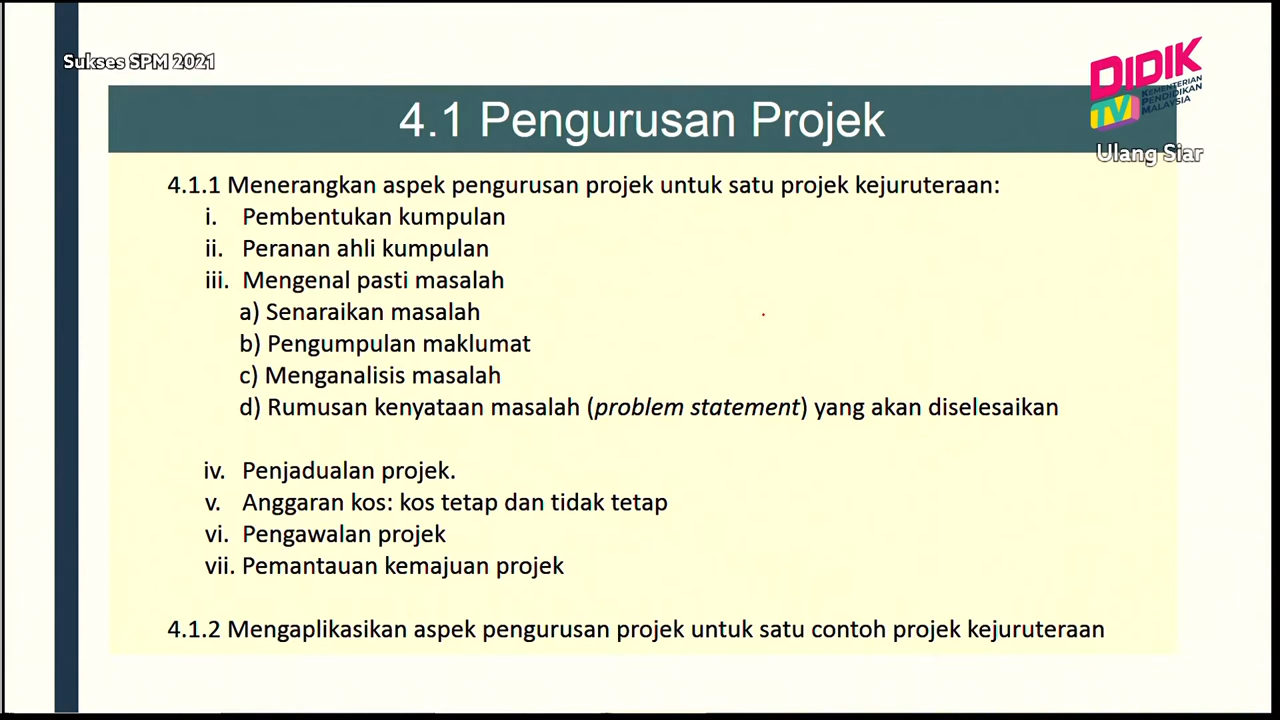 Sukses SPM 2021
DIDIK
TV
KEMENTERIAN
PENDIDIKAN
MALAYSIA
Ulang Siar
4.1 Pengurusan Projek
4.1.1 Menerangkan aspek pengurusan projek untuk satu projek kejuruteraan:
i. Pembentukan kumpulan
ii. Peranan ahli kumpulan
iii. Mengenal pasti masalah
a) Senaraikan masalah
b) Pengumpulan maklumat
c) Menganalisis masalah
d) Rumusan kenyataan masalah (problem statement) yang akan diselesaikan
iv. Penjadualan projek.
v. Anggaran kos: kos tetap dan tidak tetap
vi. Pengawalan projek
vii. Pemantauan kemajuan projek
4.1.2 Mengaplikasikan aspek pengurusan projek untuk satu contoh projek kejuruteraan